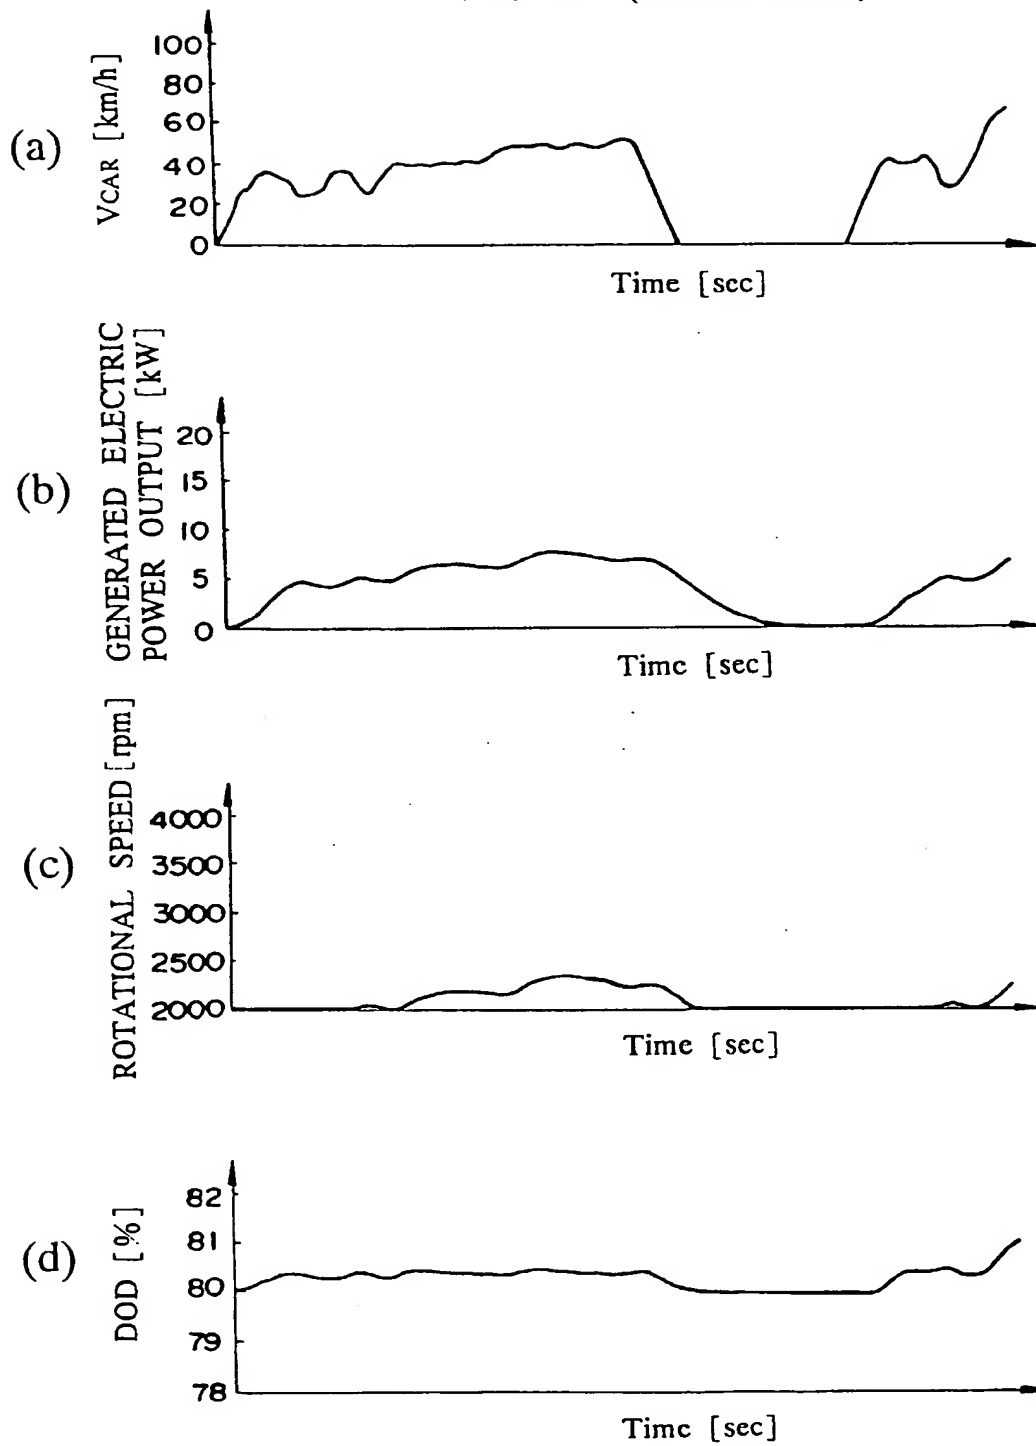 (a)
VCAR [km/h]
100
80
60
40
20
0
Time [sec]
(b)
GENERATED ELECTRIC
POWER OUTPUT [kW]
20
15
10
5
0
Time [sec]
(c)
ROTATIONAL SPEED [rpm]
4000
3500
3000
2500
2000
Time [sec]
(d)
DOD [%]
82
81
80
79
78
Time [sec]